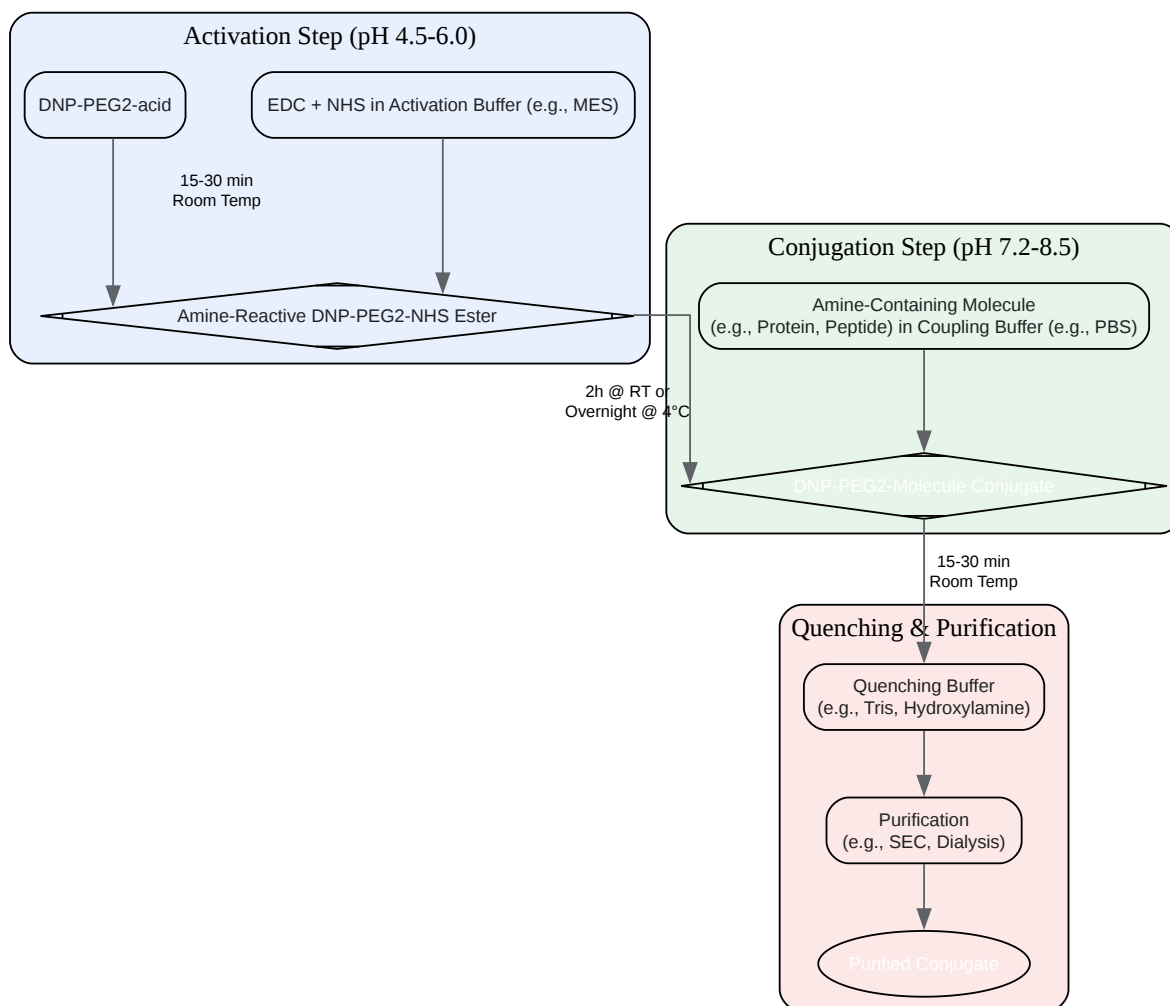 Activation Step (pH 4.5-6.0)
DNP-PEG2-acid
EDC + NHS in Activation Buffer (e.g., MES)
15-30 min
Room Temp
Amine-Reactive DNP-PEG2-NHS Ester
Conjugation Step (pH 7.2-8.5)
Amine-Containing Molecule
(e.g., Protein, Peptide) in Coupling Buffer (e.g., PBS)
2h @ RT or
Overnight @ 4°C
DNP-PEG2-Molecule Conjugate
15-30 min
Room Temp
Quenching & Purification
Quenching Buffer
(e.g., Tris, Hydroxylamine)
Purification
(e.g., SEC, Dialysis)
Purified Conjugate